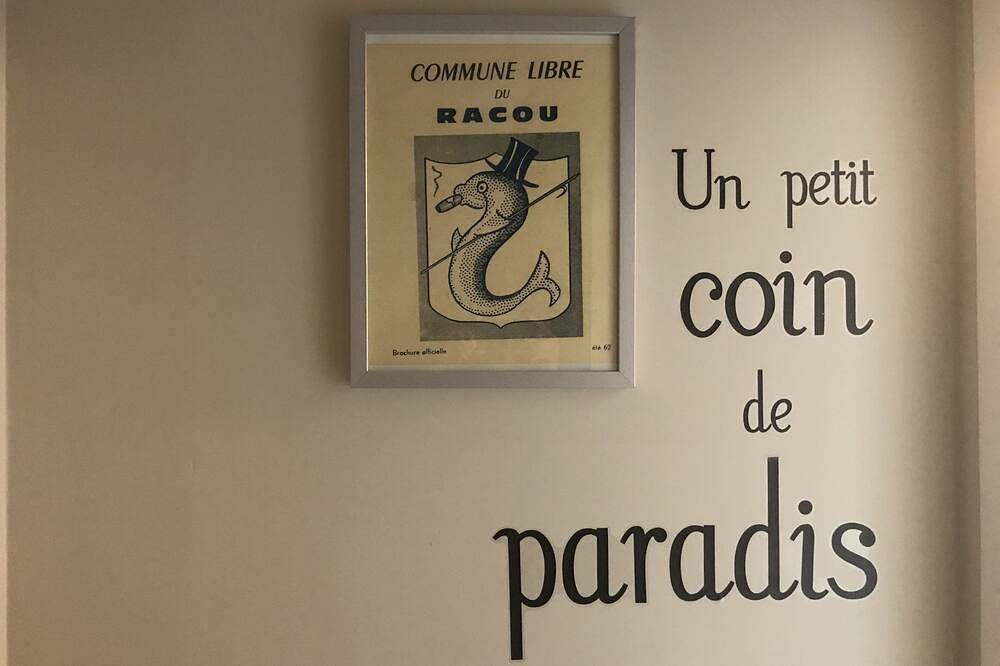 COMMUNE LIBRE
DU
RACOU
Brochure officielle
été 62
Un petit
coin
de
paradis